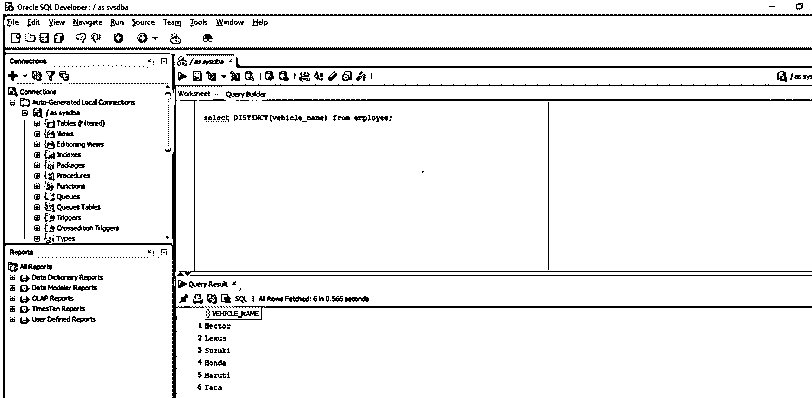 Oracle SQL Developer : / as sysdba
File Edit View Navigate Run Source Team Tools Window Help
Connections
Connections
Auto-Generated Local Connections
/ as sysdba
Tables (Filtered)
Views
Editioning Views
Indexes
Packages
Procedures
Functions
Queues
Queues Tables
Triggers
Crossedition Triggers
Types
Reports
All Reports
Data Dictionary Reports
Data Modeler Reports
OLAP Reports
TimesTen Reports
User Defined Reports
/ as sysdba
/ as sys
Worksheet Query Builder
select DISTINCT(vehicle_name) from employee;
Query Result
SQL | All Rows Fetched: 6 in 0.566 seconds
VEHICLE_NAME
1 Hector
2 Lexus
3 Suzuki
4 Honda
5 Maruti
6 Tata